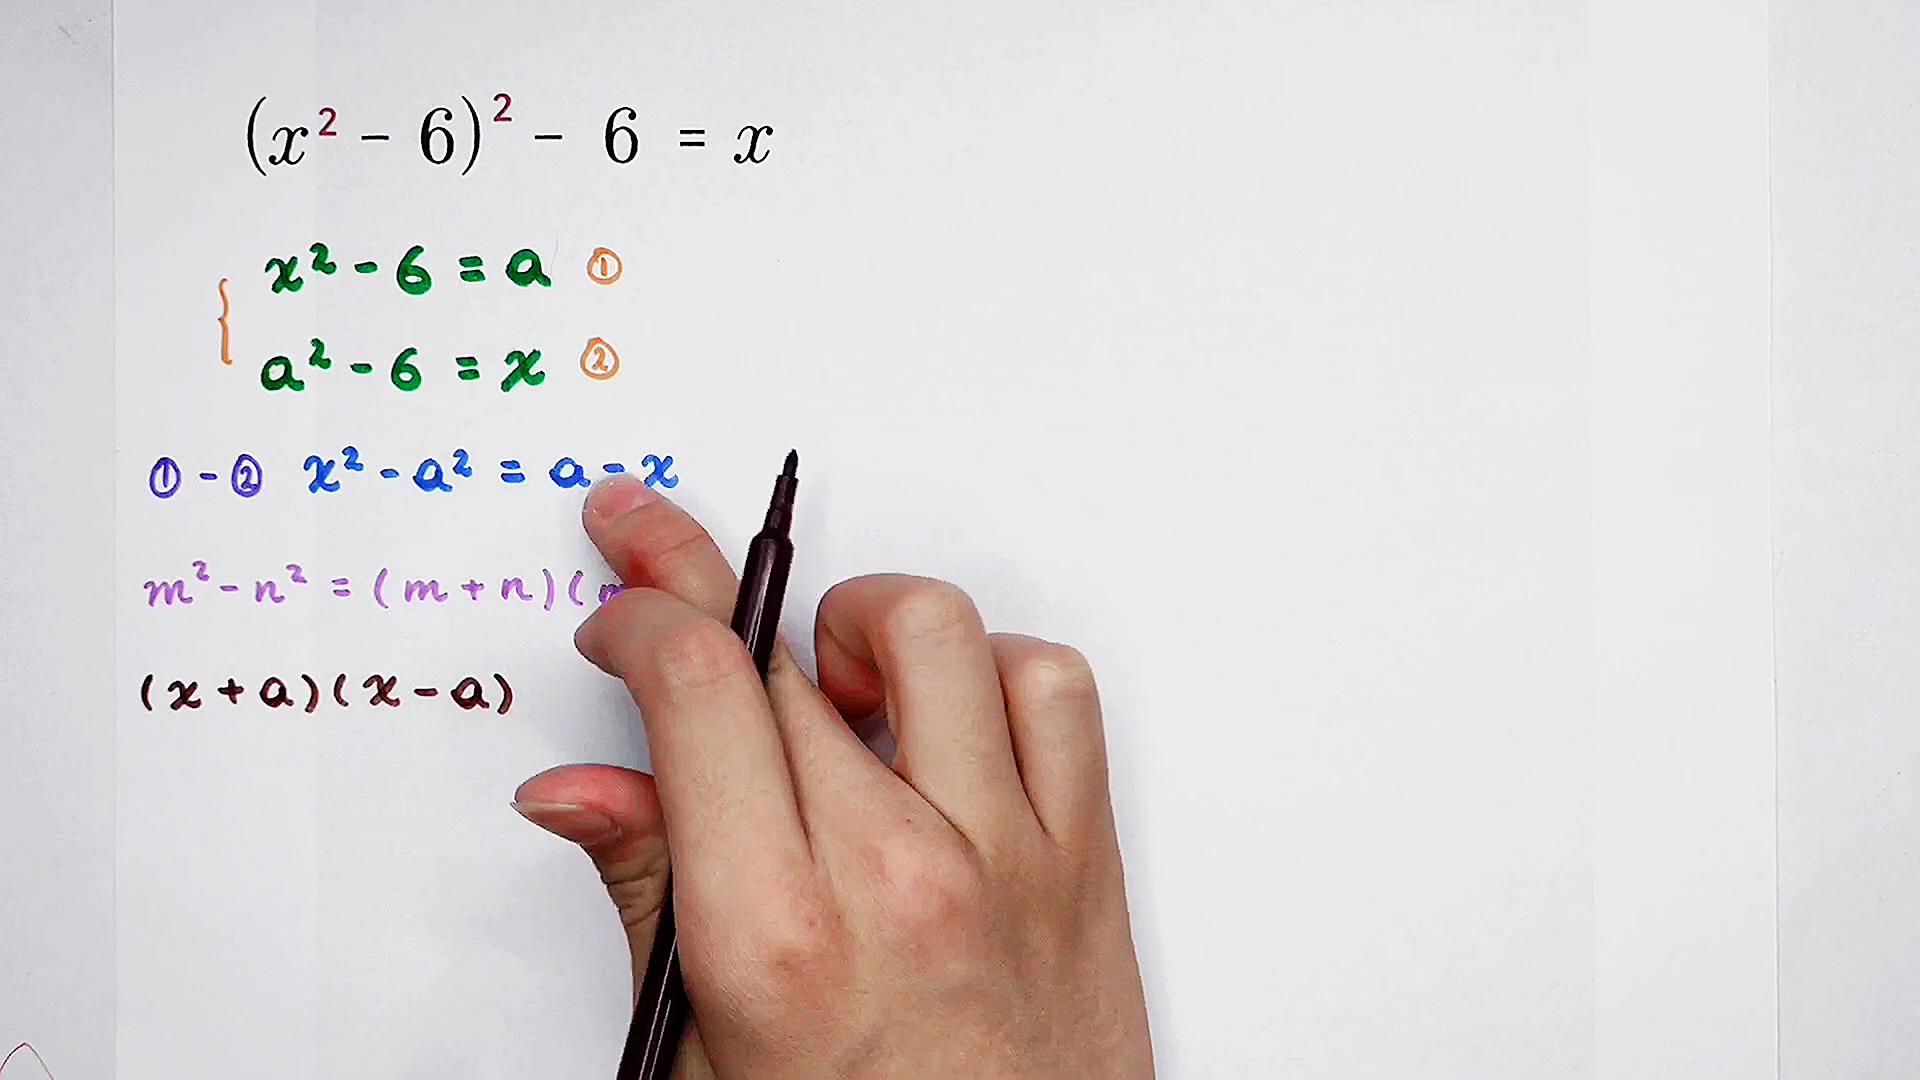 (x² - 6)² - 6 = x
x² - 6 = a ①
a² - 6 = x ②
① - ② x² - a² = a - x
m² - n² = (m + n)(
(x + a)(x - a)